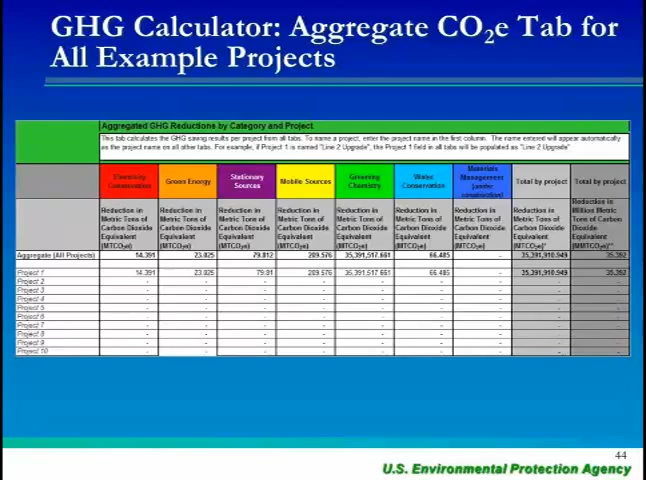 GHG Calculator: Aggregate CO2e Tab for
All Example Projects
Aggregated GHG Reductions by Category and Project
This tab calculates the GHG saving results per project from all tabs. To name a project, enter the project name in the first column. The name entered will appear automatically
as the project name on all other tabs. For example, if Project 1 is named "Line 2 Upgrade", the Project 1 field in all tabs will be populated as "Line 2 Upgrade"
Electricity Conservation Green Energy Stationary Sources Mobile Sources Greening Chemistry Water Conservation Materials Management (under construction) Total by project Total by project
Reduction in Metric Tons of Carbon Dioxide Equivalent (MTCO2e) Reduction in Metric Tons of Carbon Dioxide Equivalent (MTCO2e) Reduction in Metric Tons of Carbon Dioxide Equivalent (MTCO2e) Reduction in Metric Tons of Carbon Dioxide Equivalent (MTCO2e) Reduction in Metric Tons of Carbon Dioxide Equivalent (MTCO2e) Reduction in Metric Tons of Carbon Dioxide Equivalent (MTCO2e) Reduction in Metric Tons of Carbon Dioxide Equivalent (MTCO2e) Reduction in Metric Tons of Carbon Dioxide Equivalent (MTCO2e)* Reduction in Million Metric Tons of Carbon Dioxide Equivalent (MMTCO2e)**
Aggregate (All Projects) 14.391 23.025 79.812 209.576 35,391,517.661 66.485 - 35,391,910.949 35.392
Project 1 14.391 23.025 79.81 209.576 35,391,517.661 66.485 - 35,391,910.949 35.392
Project 2 - - - - - - - - -
Project 3 - - - - - - - - -
Project 4 - - - - - - - - -
Project 5 - - - - - - - - -
Project 6 - - - - - - - - -
Project 7 - - - - - - - - -
Project 8 - - - - - - - - -
Project 9 - - - - - - - - -
Project 10 - - - - - - - - -
44
U.S. Environmental Protection Agency